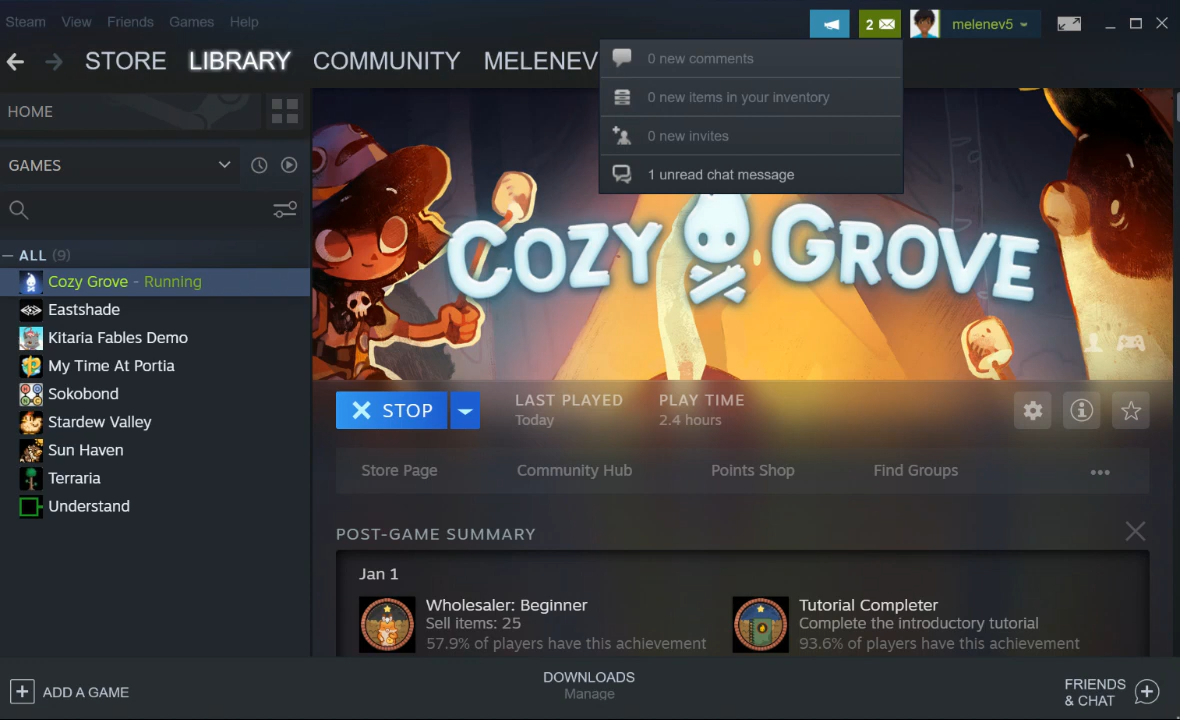 Steam View Friends Games Help
2
melenev5
STORE LIBRARY COMMUNITY MELENEV
0 new comments
0 new items in your inventory
0 new invites
1 unread chat message
HOME
GAMES
ALL (9)
Cozy Grove - Running
Eastshade
Kitaria Fables Demo
My Time At Portia
Sokobond
Stardew Valley
Sun Haven
Terraria
Understand
COZY GROVE
STOP
LAST PLAYED
Today
PLAY TIME
2.4 hours
Store Page Community Hub Points Shop Find Groups
POST-GAME SUMMARY
Jan 1
Wholesaler: Beginner
Sell items: 25
57.9% of players have this achievement
Tutorial Completer
Complete the introductory tutorial
93.6% of players have this achievement
ADD A GAME
DOWNLOADS
Manage
FRIENDS
& CHAT